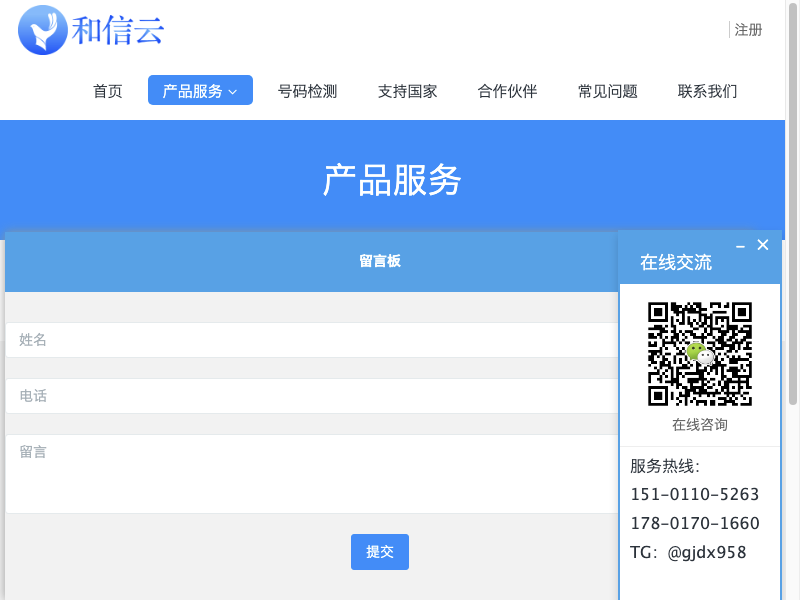 和信云
注册
首页
产品服务
号码检测
支持国家
合作伙伴
常见问题
联系我们
产品服务
留言板
姓名
电话
留言
提交
在线交流
在线咨询
服务热线：
151-0110-5263
178-0170-1660
TG：@gjdx958